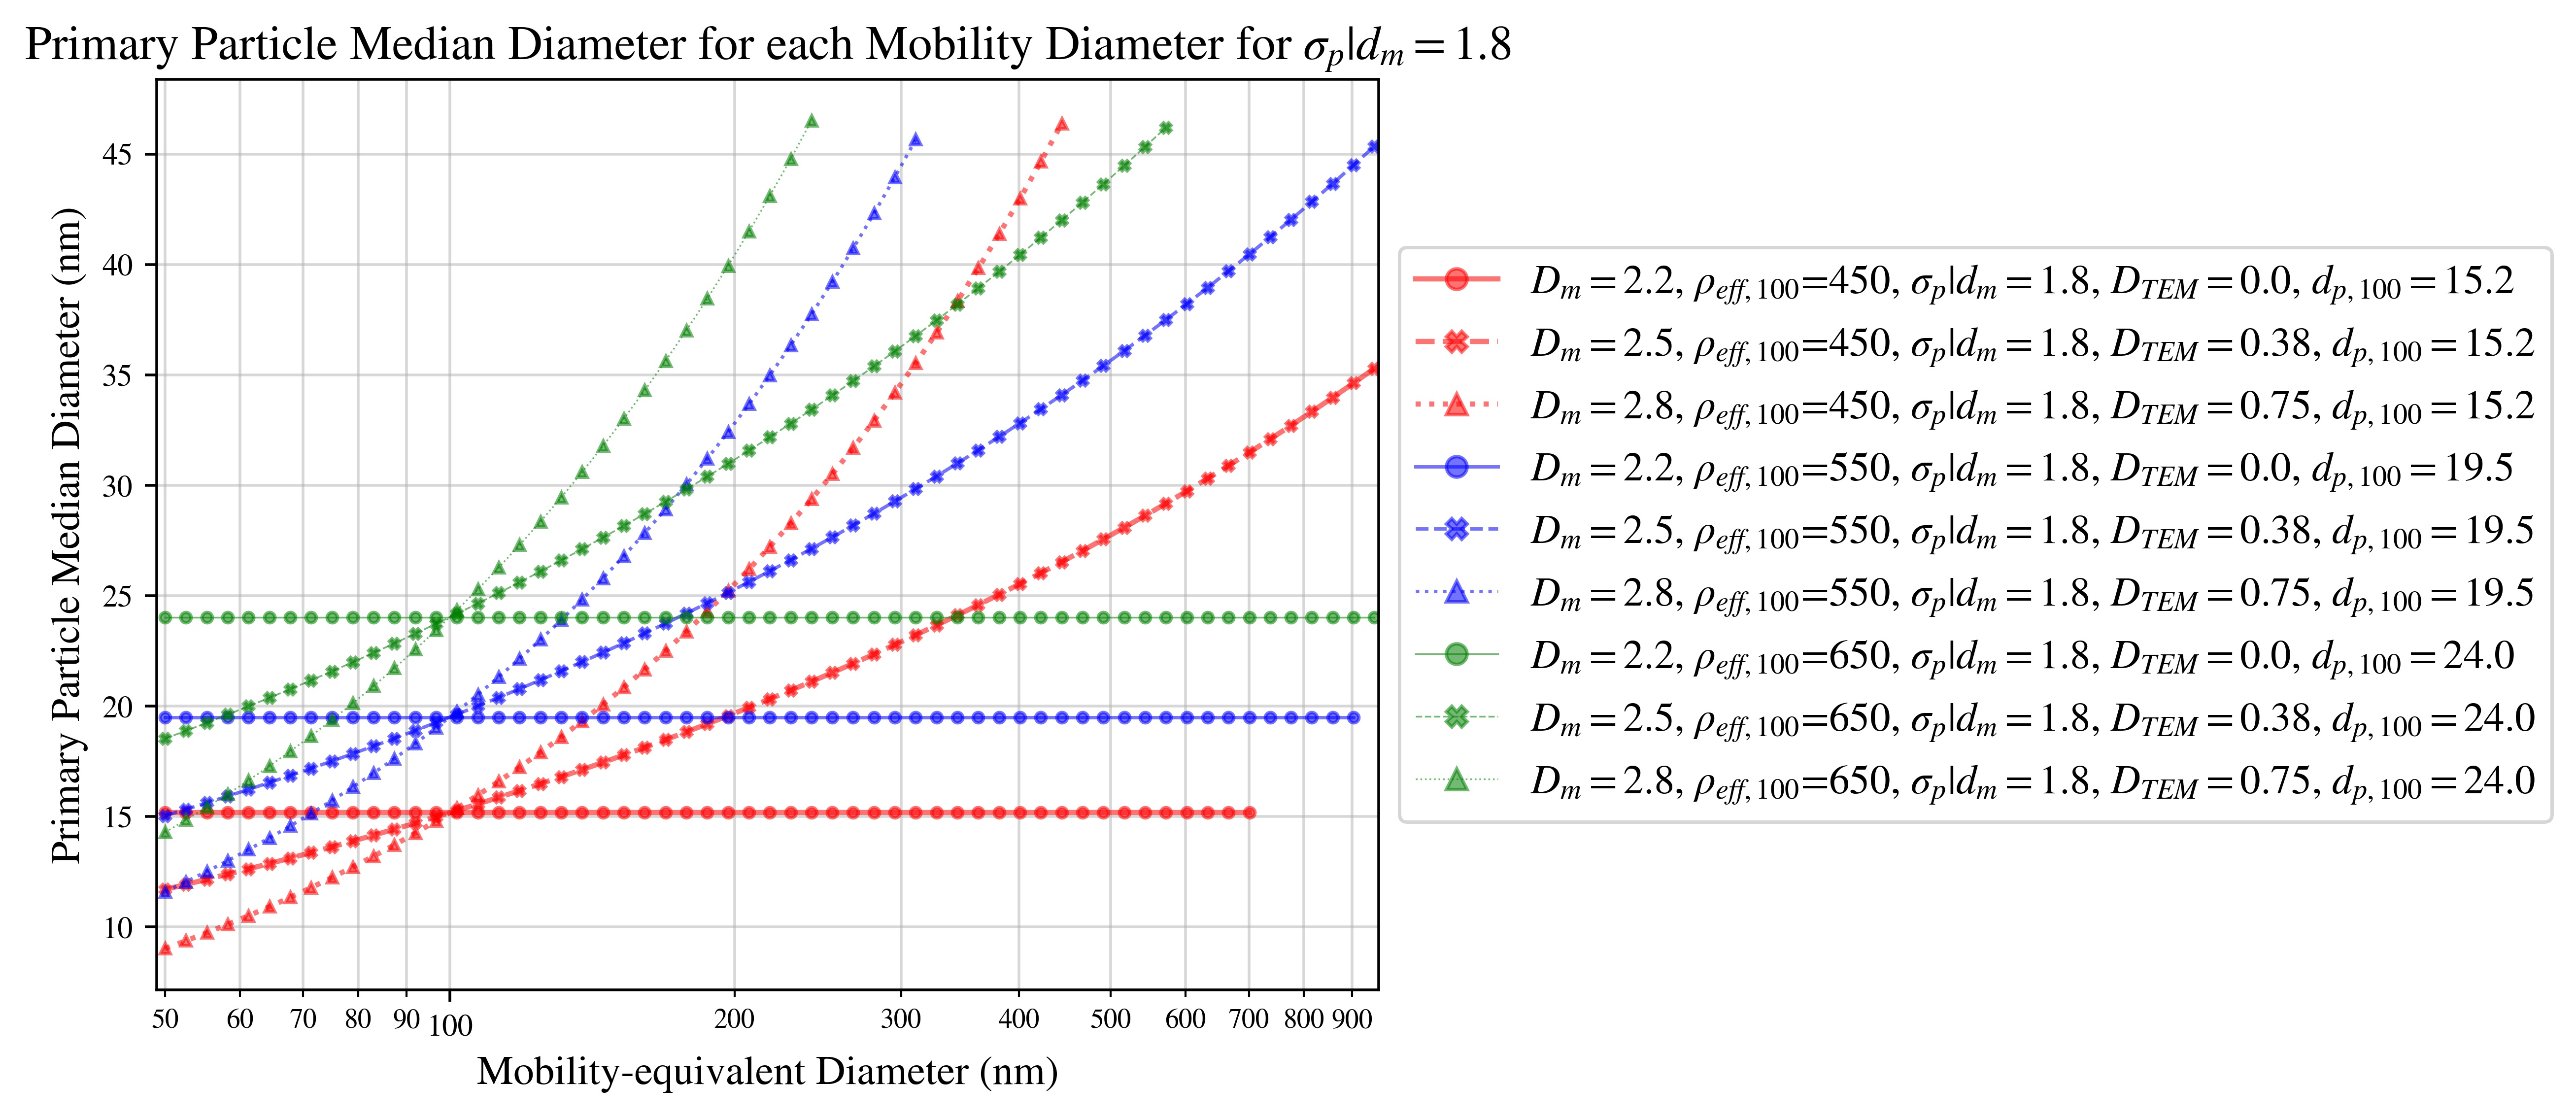 Primary Particle Median Diameter for each Mobility Diameter for σp|dm = 1.8
Primary Particle Median Diameter (nm)
45
40
35
30
25
20
15
10
50 60 70 80 90 100 200 300 400 500 600 700 800 900
Mobility-equivalent Diameter (nm)
Dm = 2.2, ρeff, 100=450, σp|dm = 1.8, DTEM = 0.0, dp, 100 = 15.2
Dm = 2.5, ρeff, 100=450, σp|dm = 1.8, DTEM = 0.38, dp, 100 = 15.2
Dm = 2.8, ρeff, 100=450, σp|dm = 1.8, DTEM = 0.75, dp, 100 = 15.2
Dm = 2.2, ρeff, 100=550, σp|dm = 1.8, DTEM = 0.0, dp, 100 = 19.5
Dm = 2.5, ρeff, 100=550, σp|dm = 1.8, DTEM = 0.38, dp, 100 = 19.5
Dm = 2.8, ρeff, 100=550, σp|dm = 1.8, DTEM = 0.75, dp, 100 = 19.5
Dm = 2.2, ρeff, 100=650, σp|dm = 1.8, DTEM = 0.0, dp, 100 = 24.0
Dm = 2.5, ρeff, 100=650, σp|dm = 1.8, DTEM = 0.38, dp, 100 = 24.0
Dm = 2.8, ρeff, 100=650, σp|dm = 1.8, DTEM = 0.75, dp, 100 = 24.0